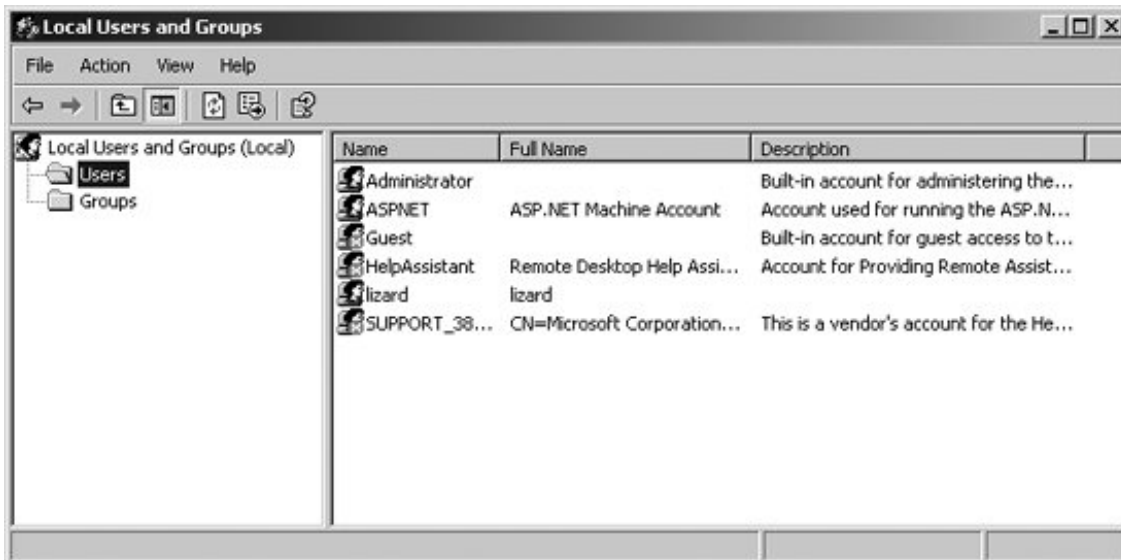 Local Users and Groups
File Action View Help
Local Users and Groups (Local)
Users
Groups
Name Full Name Description
Administrator Built-in account for administering the...
ASPNET ASP.NET Machine Account Account used for running the ASP.N...
Guest Built-in account for guest access to t...
HelpAssistant Remote Desktop Help Assi... Account for Providing Remote Assist...
lizard lizard
SUPPORT_38... CN=Microsoft Corporation... This is a vendor's account for the He...